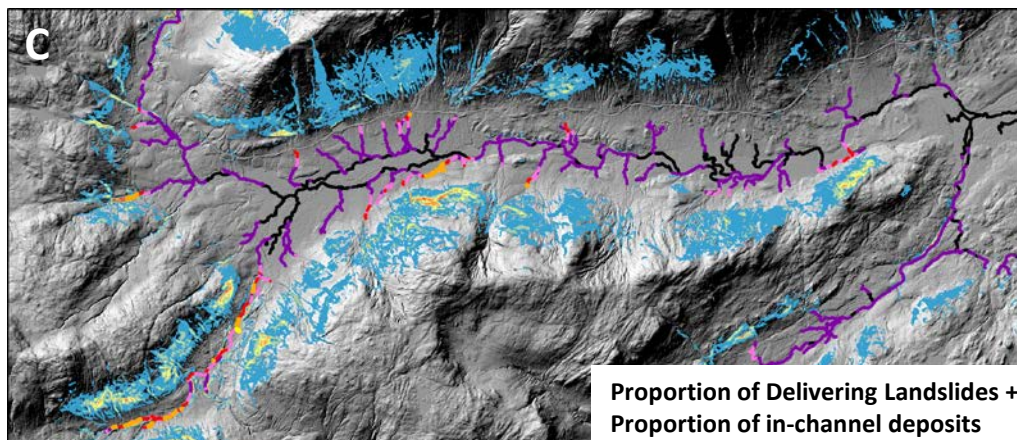 C
Proportion of Delivering Landslides +
Proportion of in-channel deposits